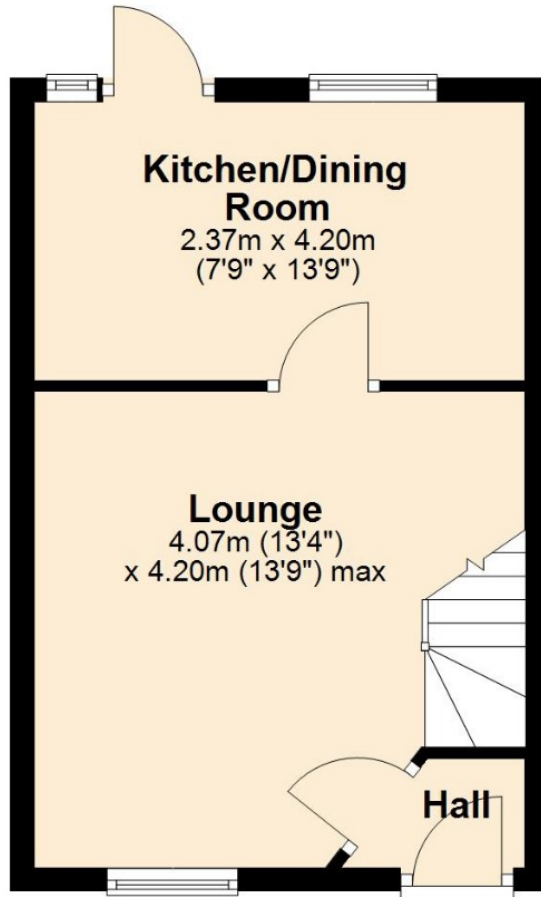 Kitchen/Dining
Room
2.37m x 4.20m
(7'9" x 13'9")
Lounge
4.07m (13'4")
x 4.20m (13'9") max
Hall